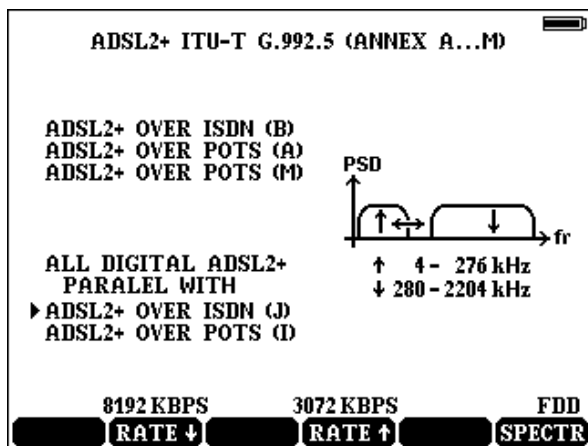 ADSL2+ ITU-T G.992.5 (ANNEX A...M)
ADSL2+ OVER ISDN (B)
ADSL2+ OVER POTS (A)
ADSL2+ OVER POTS (M)
PSD
fr
ALL DIGITAL ADSL2+
PARALEL WITH
ADSL2+ OVER ISDN (J)
ADSL2+ OVER POTS (I)
↑ 4 - 276 kHz
↓ 280 - 2204 kHz
8192 KBPS 3072 KBPS FDD
RATE ↓ RATE ↑ SPECTR